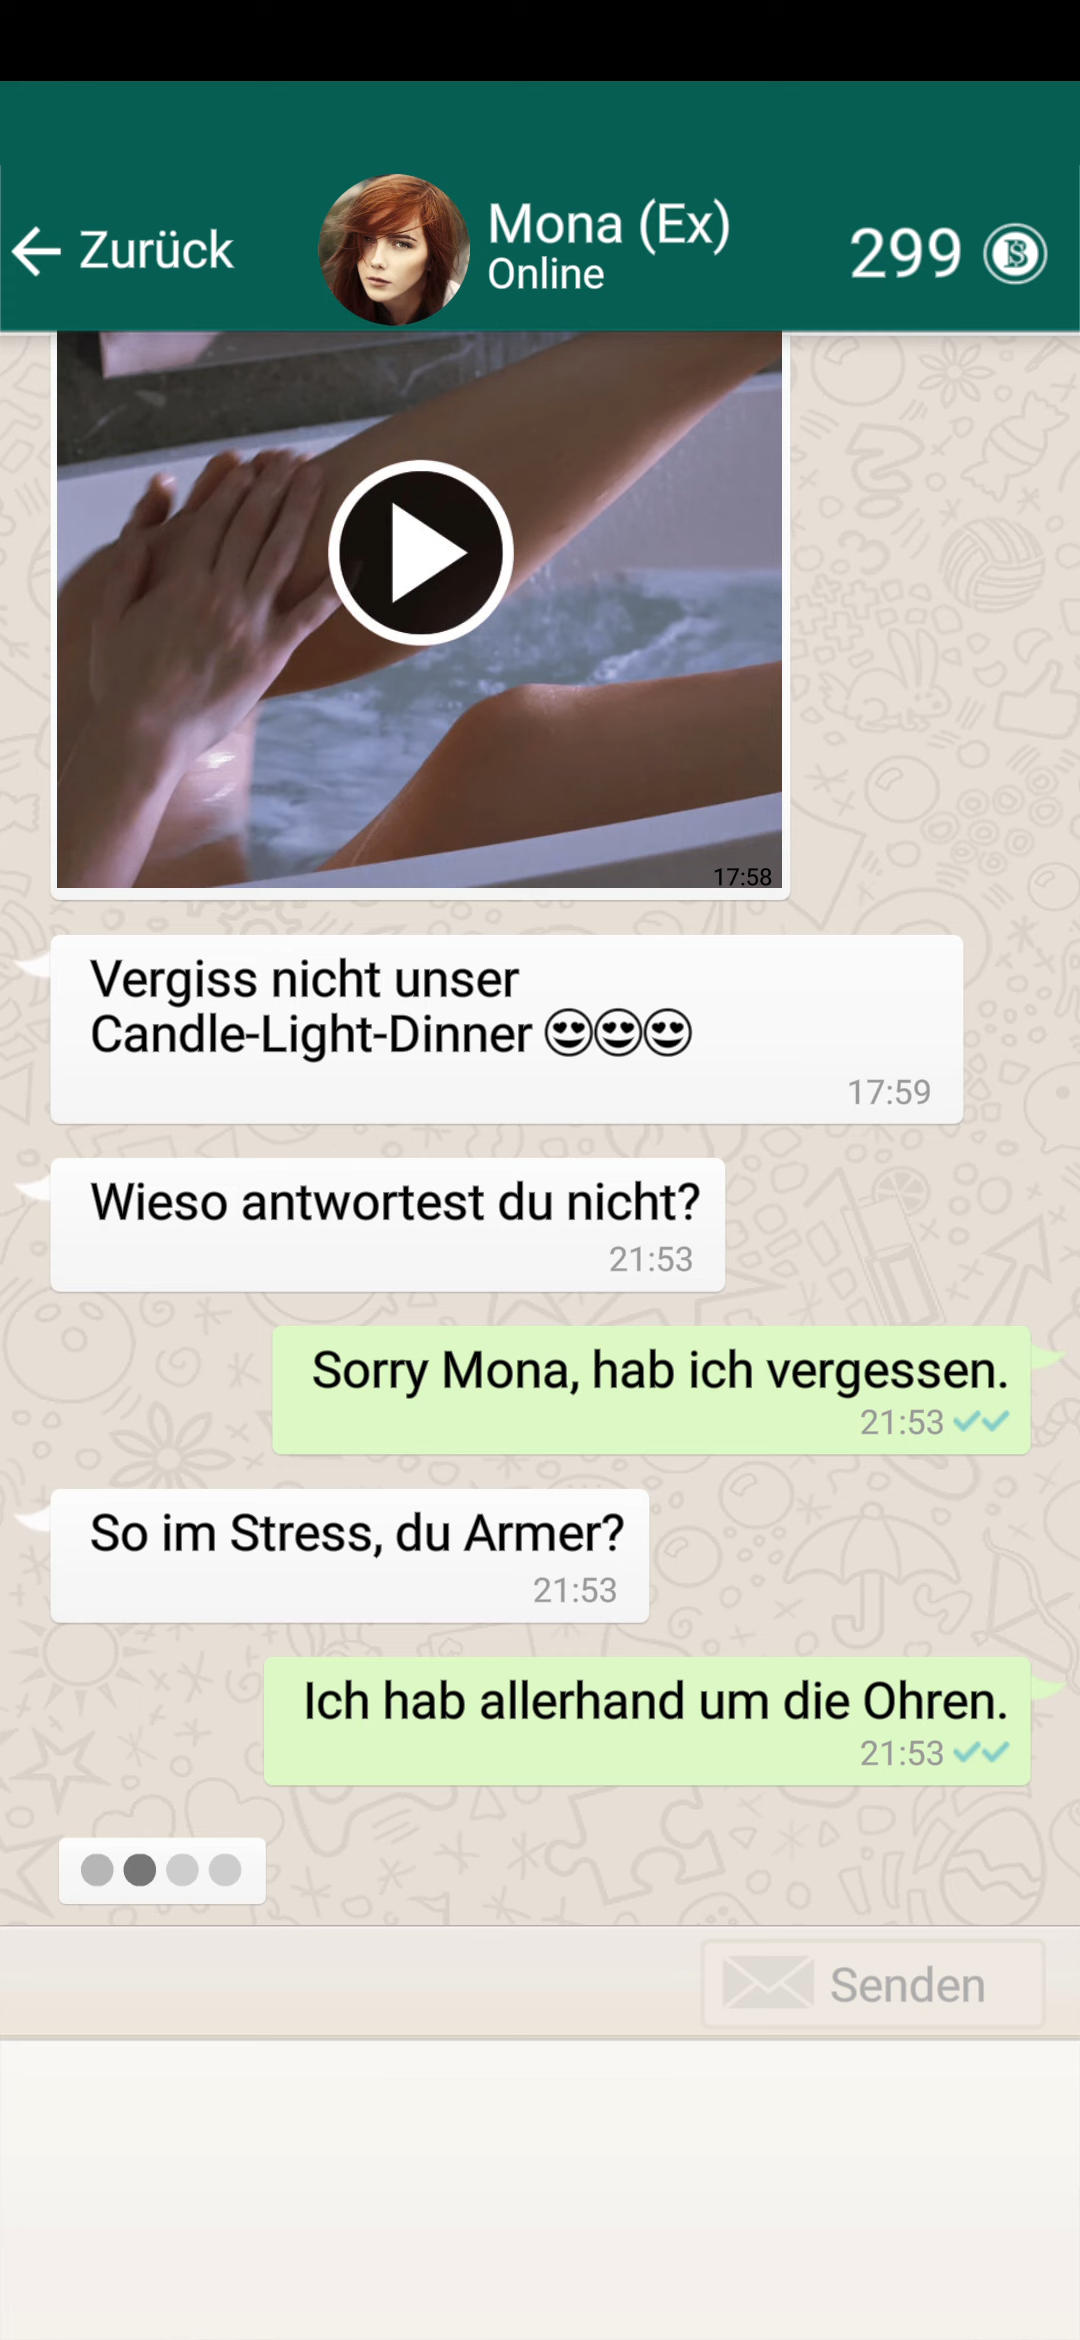 ← Zurück
Mona (Ex)
Online
299
17:58
Vergiss nicht unser
Candle-Light-Dinner 😍😍😍
17:59
Wieso antwortest du nicht?
21:53
Sorry Mona, hab ich vergessen.
21:53
So im Stress, du Armer?
21:53
Ich hab allerhand um die Ohren.
21:53
Senden